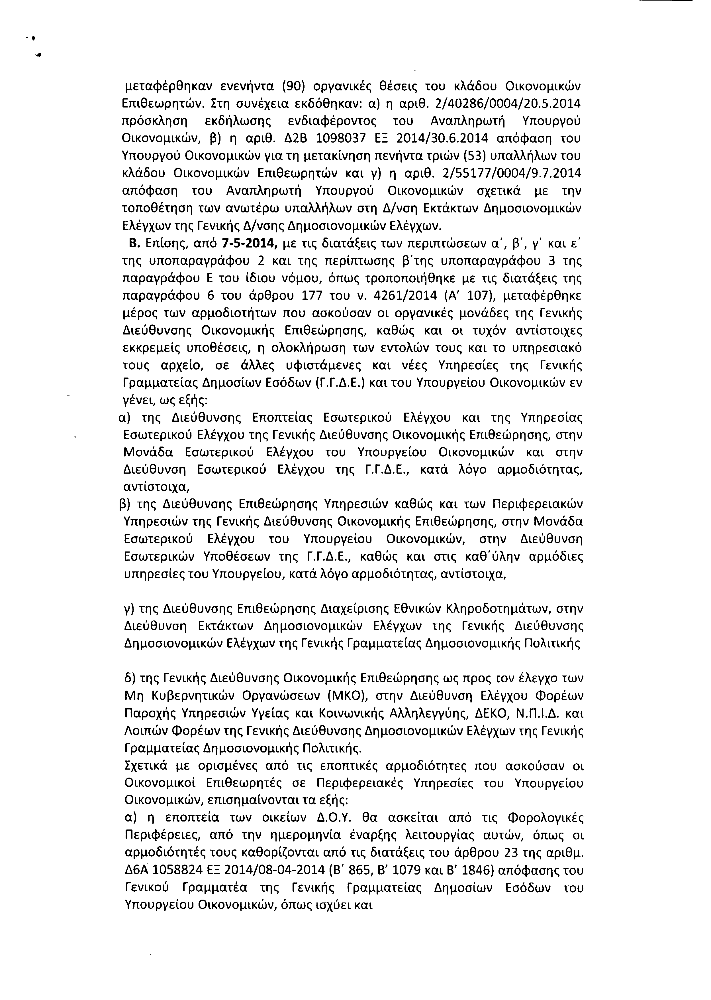 μεταφέρθηκαν ενενήντα (90) οργανικές θέσεις του κλάδου Οικονομικών
Επιθεωρητών. Στη συνέχεια εκδόθηκαν: α) η αριθ. 2/40286/0004/20.5.2014
πρόσκληση εκδήλωσης ενδιαφέροντος του Αναπληρωτή Υπουργού
Οικονομικών, β) η αριθ. Δ2Β 1098037 ΕΞ 2014/30.6.2014 απόφαση του
Υπουργού Οικονομικών για τη μετακίνηση πενήντα τριών (53) υπαλλήλων του
κλάδου Οικονομικών Επιθεωρητών και γ) η αριθ. 2/55177/0004/9.7.2014
απόφαση του Αναπληρωτή Υπουργού Οικονομικών σχετικά με την
τοποθέτηση των ανωτέρω υπαλλήλων στη Δ/νση Εκτάκτων Δημοσιονομικών
Ελέγχων της Γενικής Δ/νσης Δημοσιονομικών Ελέγχων.
Β. Επίσης, από 7-5-2014, με τις διατάξεις των περιπτώσεων α΄, β΄, γ΄ και ε΄
της υποπαραγράφου 2 και της περίπτωσης β΄της υποπαραγράφου 3 της
παραγράφου Ε του ίδιου νόμου, όπως τροποποιήθηκε με τις διατάξεις της
παραγράφου 6 του άρθρου 177 του ν. 4261/2014 (Α’ 107), μεταφέρθηκε
μέρος των αρμοδιοτήτων που ασκούσαν οι οργανικές μονάδες της Γενικής
Διεύθυνσης Οικονομικής Επιθεώρησης, καθώς και οι τυχόν αντίστοιχες
εκκρεμείς υποθέσεις, η ολοκλήρωση των εντολών τους και το υπηρεσιακό
τους αρχείο, σε άλλες υφιστάμενες και νέες Υπηρεσίες της Γενικής
Γραμματείας Δημοσίων Εσόδων (Γ.Γ.Δ.Ε.) και του Υπουργείου Οικονομικών εν
γένει, ως εξής:
α) της Διεύθυνσης Εποπτείας Εσωτερικού Ελέγχου και της Υπηρεσίας
Εσωτερικού Ελέγχου της Γενικής Διεύθυνσης Οικονομικής Επιθεώρησης, στην
Μονάδα Εσωτερικού Ελέγχου του Υπουργείου Οικονομικών και στην
Διεύθυνση Εσωτερικού Ελέγχου της Γ.Γ.Δ.Ε., κατά λόγο αρμοδιότητας,
αντίστοιχα,
β) της Διεύθυνσης Επιθεώρησης Υπηρεσιών καθώς και των Περιφερειακών
Υπηρεσιών της Γενικής Διεύθυνσης Οικονομικής Επιθεώρησης, στην Μονάδα
Εσωτερικού Ελέγχου του Υπουργείου Οικονομικών, στην Διεύθυνση
Εσωτερικών Υποθέσεων της Γ.Γ.Δ.Ε., καθώς και στις καθ΄ύλην αρμόδιες
υπηρεσίες του Υπουργείου, κατά λόγο αρμοδιότητας, αντίστοιχα,
γ) της Διεύθυνσης Επιθεώρησης Διαχείρισης Εθνικών Κληροδοτημάτων, στην
Διεύθυνση Εκτάκτων Δημοσιονομικών Ελέγχων της Γενικής Διεύθυνσης
Δημοσιονομικών Ελέγχων της Γενικής Γραμματείας Δημοσιονομικής Πολιτικής
δ) της Γενικής Διεύθυνσης Οικονομικής Επιθεώρησης ως προς τον έλεγχο των
Μη Κυβερνητικών Οργανώσεων (ΜΚΟ), στην Διεύθυνση Ελέγχου Φορέων
Παροχής Υπηρεσιών Υγείας και Κοινωνικής Αλληλεγγύης, ΔΕΚΟ, Ν.Π.Ι.Δ. και
Λοιπών Φορέων της Γενικής Διεύθυνσης Δημοσιονομικών Ελέγχων της Γενικής
Γραμματείας Δημοσιονομικής Πολιτικής.
Σχετικά με ορισμένες από τις εποπτικές αρμοδιότητες που ασκούσαν οι
Οικονομικοί Επιθεωρητές σε Περιφερειακές Υπηρεσίες του Υπουργείου
Οικονομικών, επισημαίνονται τα εξής:
α) η εποπτεία των οικείων Δ.Ο.Υ. θα ασκείται από τις Φορολογικές
Περιφέρειες, από την ημερομηνία έναρξης λειτουργίας αυτών, όπως οι
αρμοδιότητές τους καθορίζονται από τις διατάξεις του άρθρου 23 της αριθμ.
Δ6Α 1058824 ΕΞ 2014/08-04-2014 (Β΄ 865, Β’ 1079 και Β’ 1846) απόφασης του
Γενικού Γραμματέα της Γενικής Γραμματείας Δημοσίων Εσόδων του
Υπουργείου Οικονομικών, όπως ισχύει και